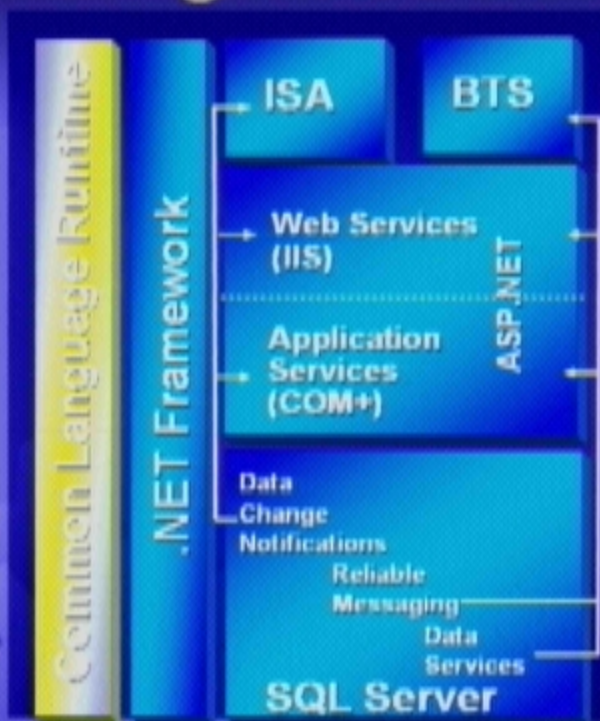 Common Language Runtime
.NET Framework
ISA
BTS
Web Services
(IIS)
ASP.NET
Application
Services
(COM+)
Data
Change
Notifications
Reliable
Messaging
Data
Services
SQL Server